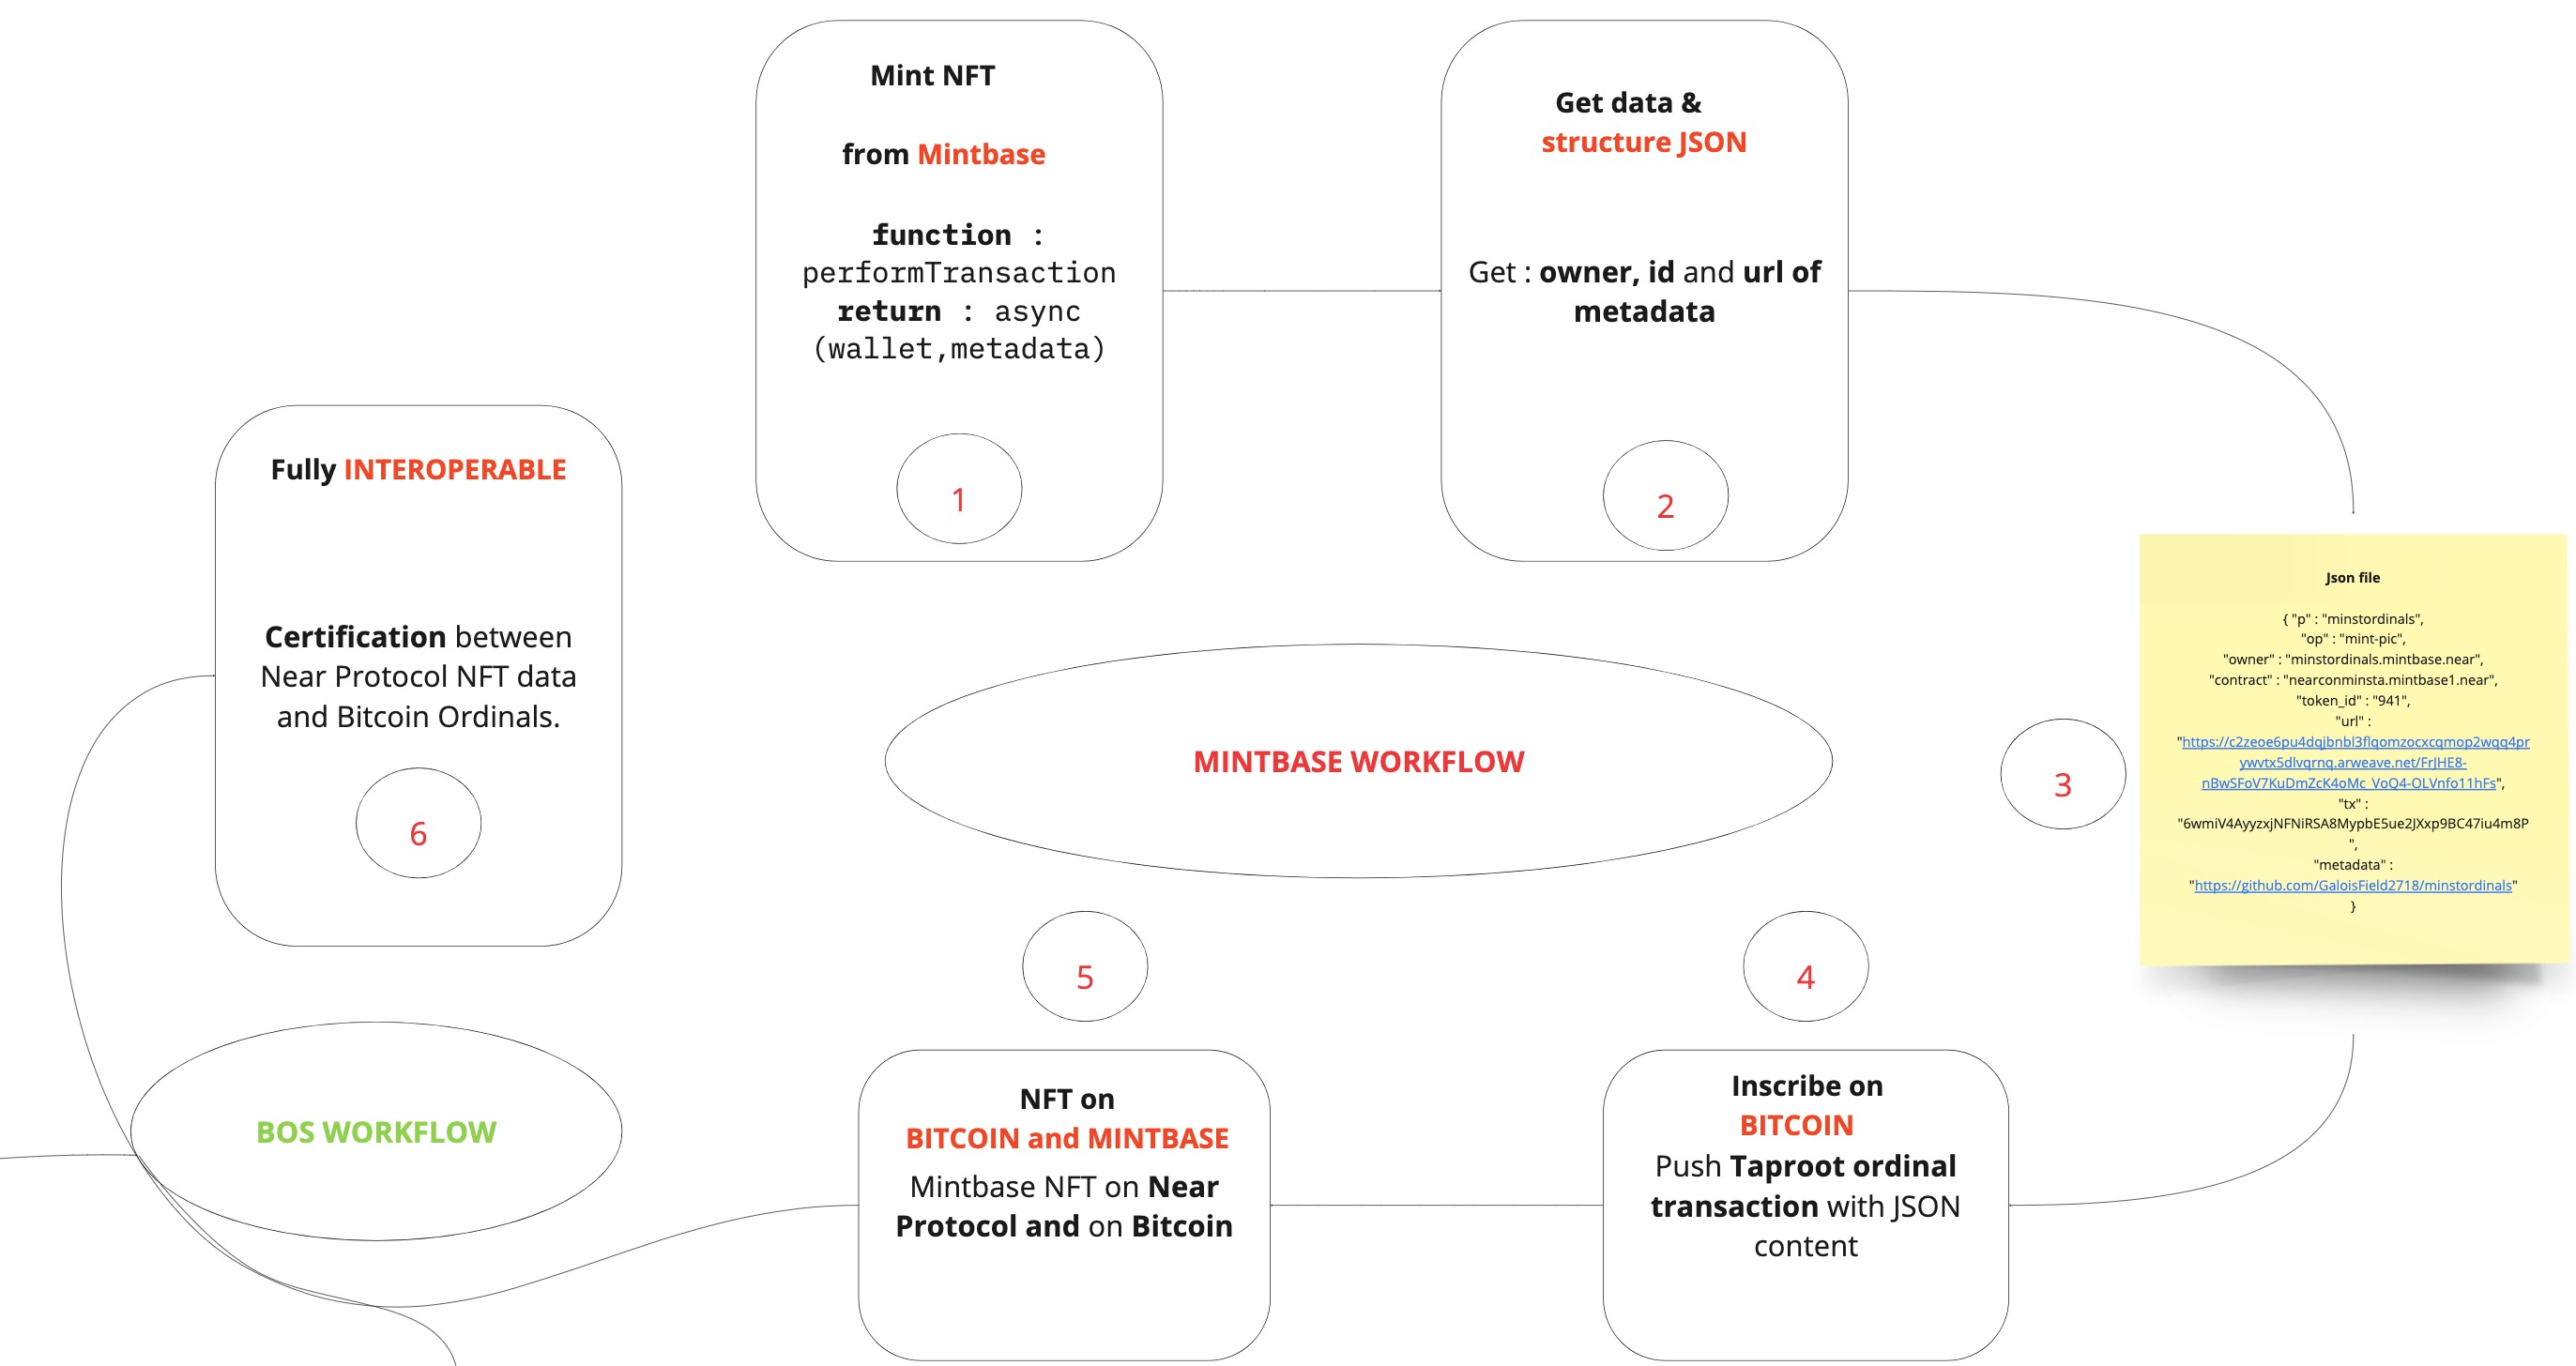 Mint NFT
from Mintbase
function :
performTransaction
return : async
(wallet,metadata)
1
Get data &
structure JSON
Get : owner, id and url of
metadata
2
Json file
{ "p" : "minstordinals",
"op" : "mint-pic",
"owner" : "minstordinals.mintbase.near",
"contract" : "nearconminsta.mintbase1.near",
"token_id" : "941",
"url" :
"https://c2zeoe6pu4dqjbnbl3flqomzocxcqmop2wqq4pr
ywvtx5dlvqrnq.arweave.net/FrJHE8-
nBwSFoV7KuDmZcK4oMc_VoQ4-OLVnfo11hFs",
"tx" :
"6wmiV4AyyzxjNFNiRSA8MypbE5ue2JXxp9BC47iu4m8P
",
"metadata" :
"https://github.com/GaloisField2718/minstordinals"
}
3
MINTBASE WORKFLOW
4
Inscribe on
BITCOIN
Push Taproot ordinal
transaction with JSON
content
5
NFT on
BITCOIN and MINTBASE
Mintbase NFT on Near
Protocol and on Bitcoin
Fully INTEROPERABLE
Certification between
Near Protocol NFT data
and Bitcoin Ordinals.
6
BOS WORKFLOW